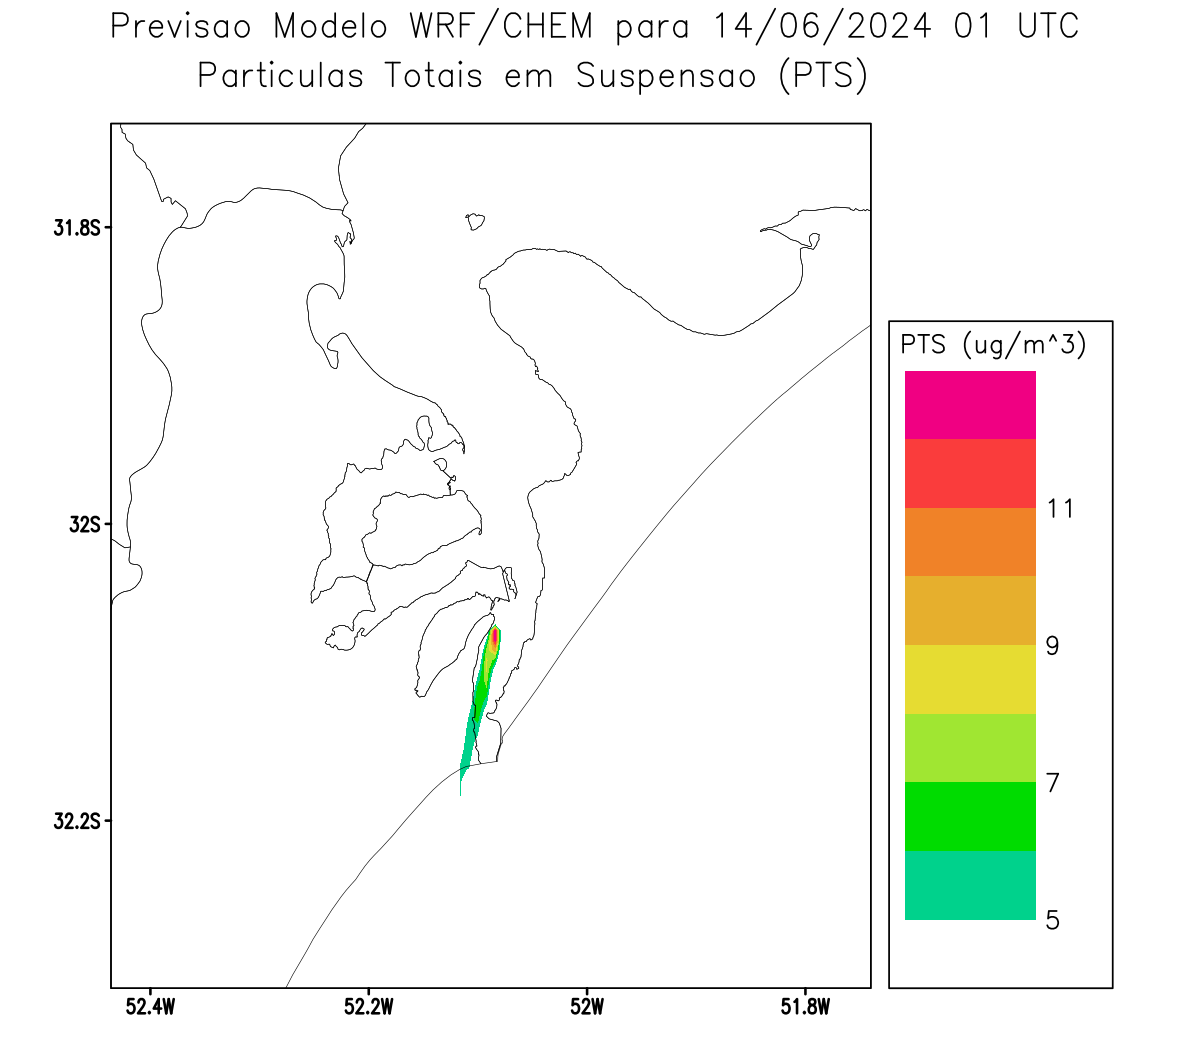 Previsao Modelo WRF/CHEM para 14/06/2024 01 UTC
Particulas Totais em Suspensao (PTS)
31.8S
32S
32.2S
52.4W
52.2W
52W
51.8W
PTS (ug/m^3)
11
9
7
5